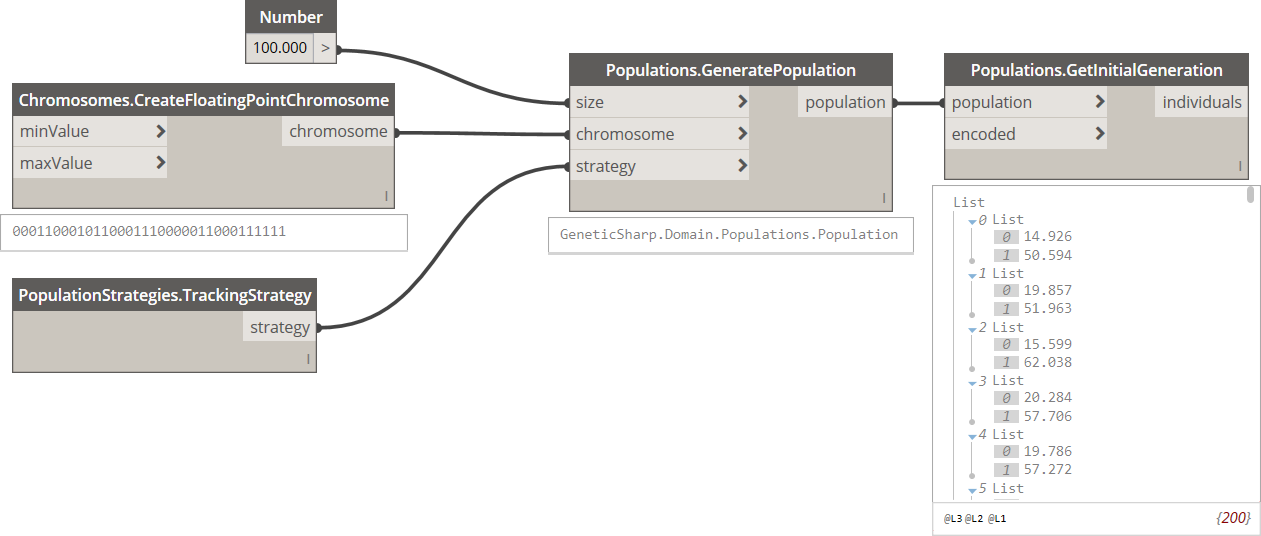 Number
100.000 >
Chromosomes.CreateFloatingPointChromosome
minValue chromosome
maxValue
00011000101100011110000011000111111
PopulationStrategies.TrackingStrategy
strategy
Populations.GeneratePopulation
size population
chromosome
strategy
GeneticSharp.Domain.Populations.Population
Populations.GetInitialGeneration
population individuals
encoded
List
0 List
0 14.926
1 50.594
1 List
0 19.857
1 51.963
2 List
0 15.599
1 62.038
3 List
0 20.284
1 57.706
4 List
0 19.786
1 57.272
5 List
@L3 @L2 @L1 {200}